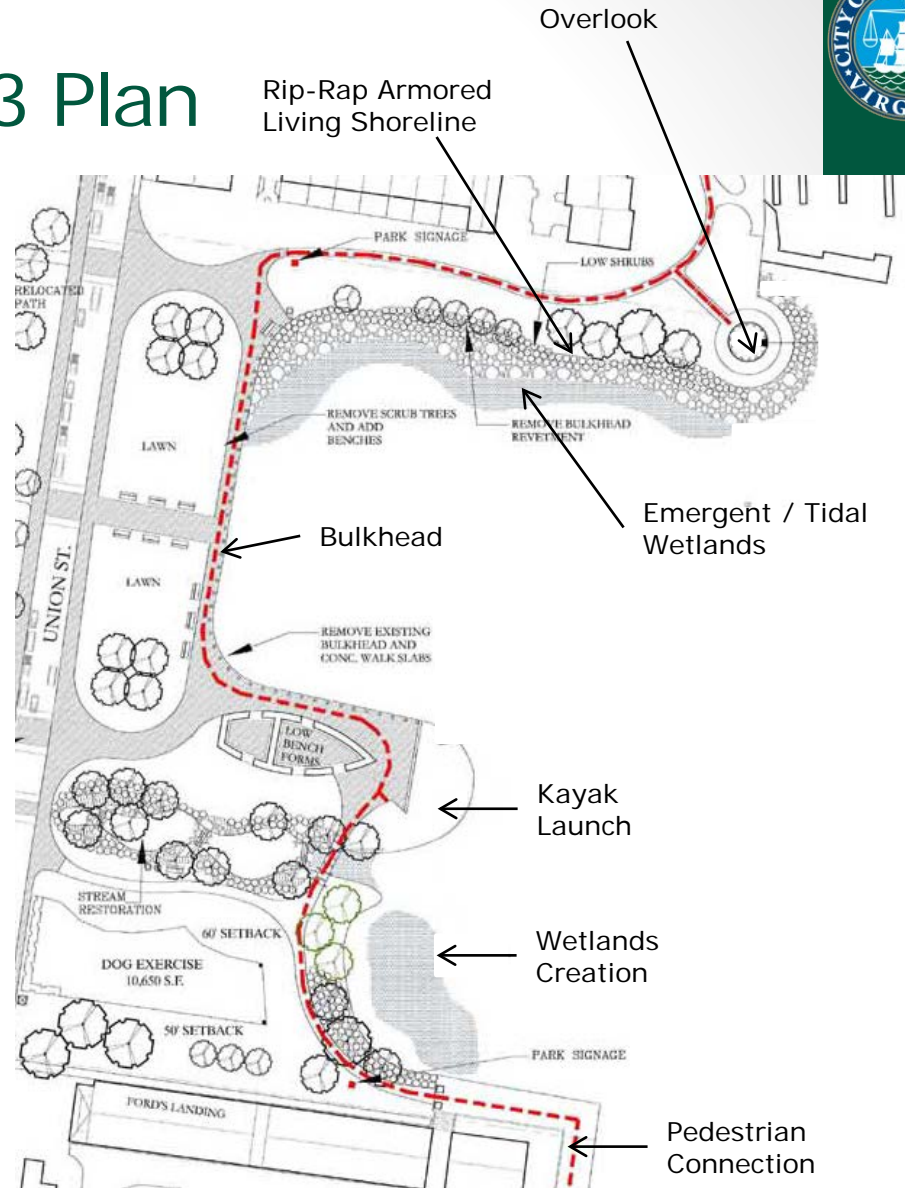 Overlook
3 Plan
Rip-Rap Armored
Living Shoreline
CITY
VIRG
PARK SIGNAGE
LOW SHRUBS
RELOCATED
PATH
REMOVE SCRUB TREES
AND ADD
BENCHES
REMOVE BULKHEAD
REVETMENT
LAWN
Emergent / Tidal
Wetlands
Bulkhead
LAWN
UNION ST.
REMOVE EXISTING
BULKHEAD AND
CONC. WALK SLABS
LOW
BENCH
FORMS
Kayak
Launch
STREAM
RESTORATION
60' SETBACK
Wetlands
Creation
DOG EXERCISE
10,650 S.F.
50' SETBACK
PARK SIGNAGE
FORD'S LANDING
Pedestrian
Connection